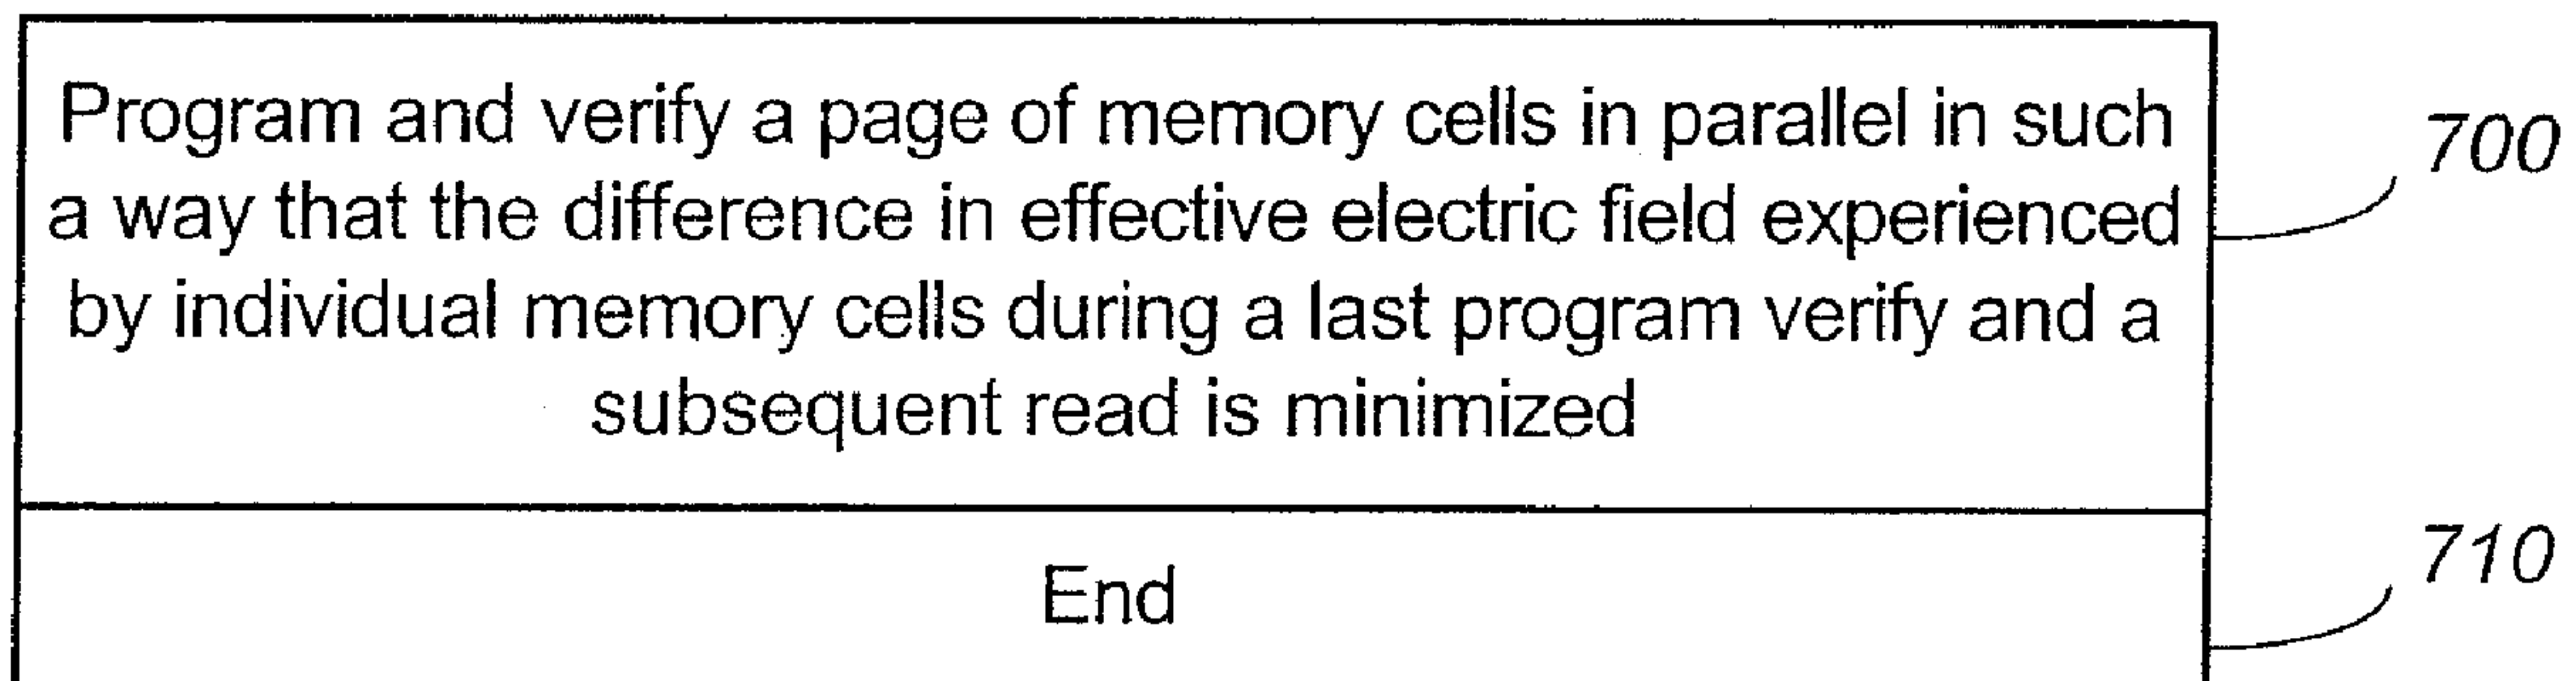 Program and verify a page of memory cells in parallel in such
a way that the difference in effective electric field experienced
by individual memory cells during a last program verify and a
subsequent read is minimized
700
End
710